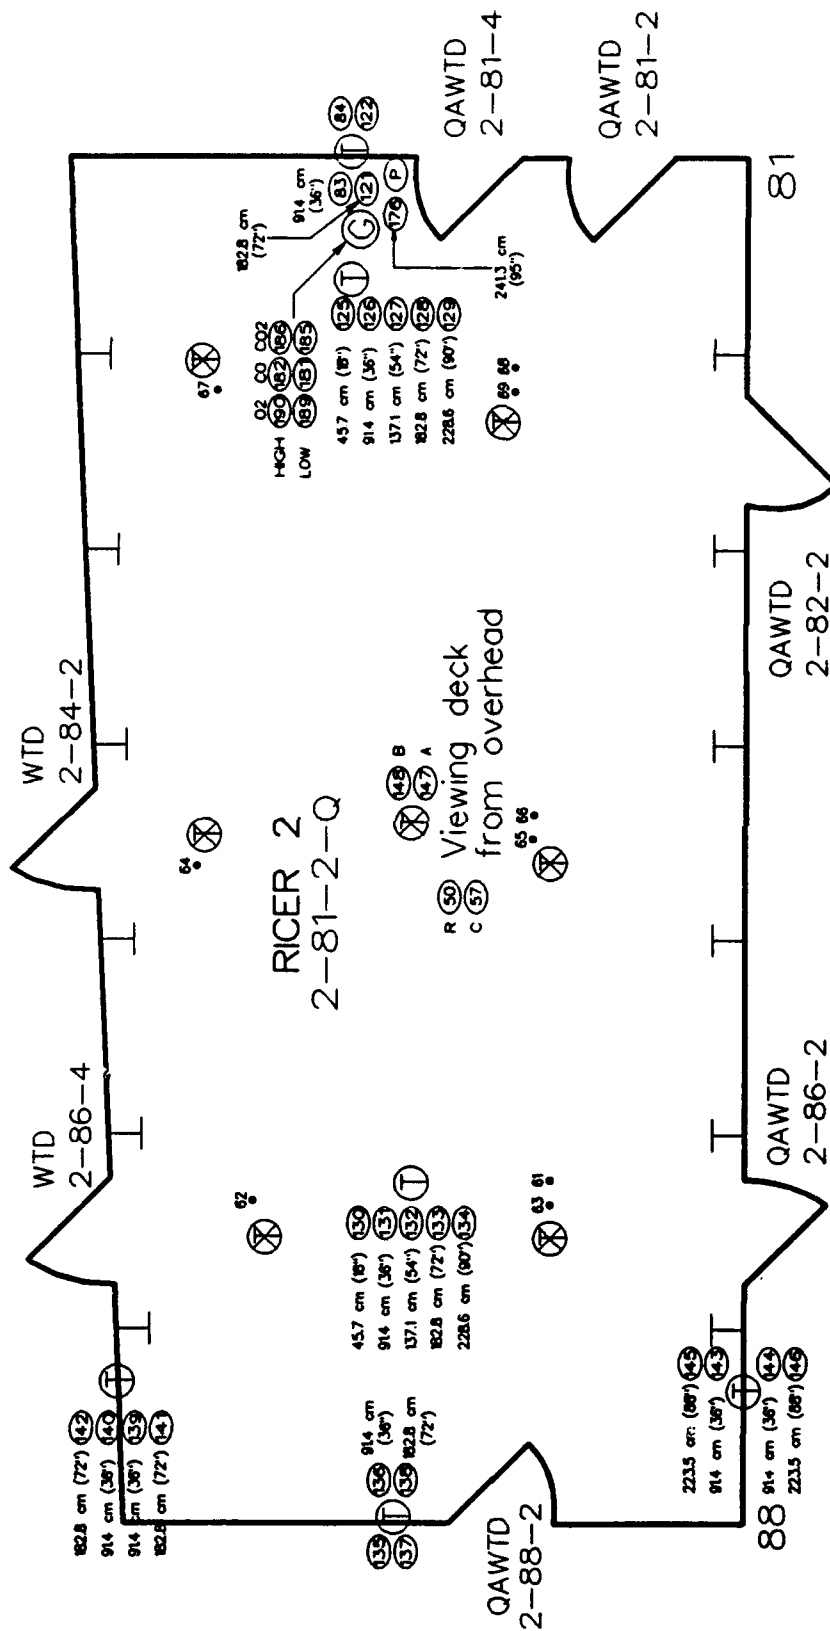 WTD
2-86-4
WTD
2-84-2
182.8 cm (72") 142
91.4 cm (36") 140
91.4 cm (36") 139
182.8 cm (72") 141
T
62
64
67
RICER 2
2-81-2-Q
O2 CO CO2
HIGH 190 182 186
LOW 189 181 185
182.8 cm
(72")
91.4 cm
(36")
83 84
121 122
T
G
T
176 P
241.3 cm
(95")
45.7 cm (18") 125
91.4 cm (36") 126
137.1 cm (54") 127
182.8 cm (72") 128
228.6 cm (90") 129
135 136 91.4 cm
(36")
137 138 182.8 cm
(72")
T
45.7 cm (18") 130
91.4 cm (36") 131
137.1 cm (54") 132
182.8 cm (72") 133
228.6 cm (90") 134
T
148 B
147 A
R 50
C 57
Viewing deck
from overhead
63 61
65 66
69 68
QAWTD
2-88-2
QAWTD
2-81-4
QAWTD
2-81-2
223.5 cm (88") 145
91.4 cm (36") 143
T
91.4 cm (36") 144
223.5 cm (88") 146
88
81
QAWTD
2-86-2
QAWTD
2-82-2